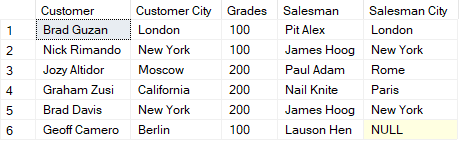 Customer Customer City Grades Salesman Salesman City
1 Brad Guzan London 100 Pit Alex London
2 Nick Rimando New York 100 James Hoog New York
3 Jozy Altidor Moscow 200 Paul Adam Rome
4 Graham Zusi California 200 Nail Knite Paris
5 Brad Davis New York 200 James Hoog New York
6 Geoff Camero Berlin 100 Lauson Hen NULL